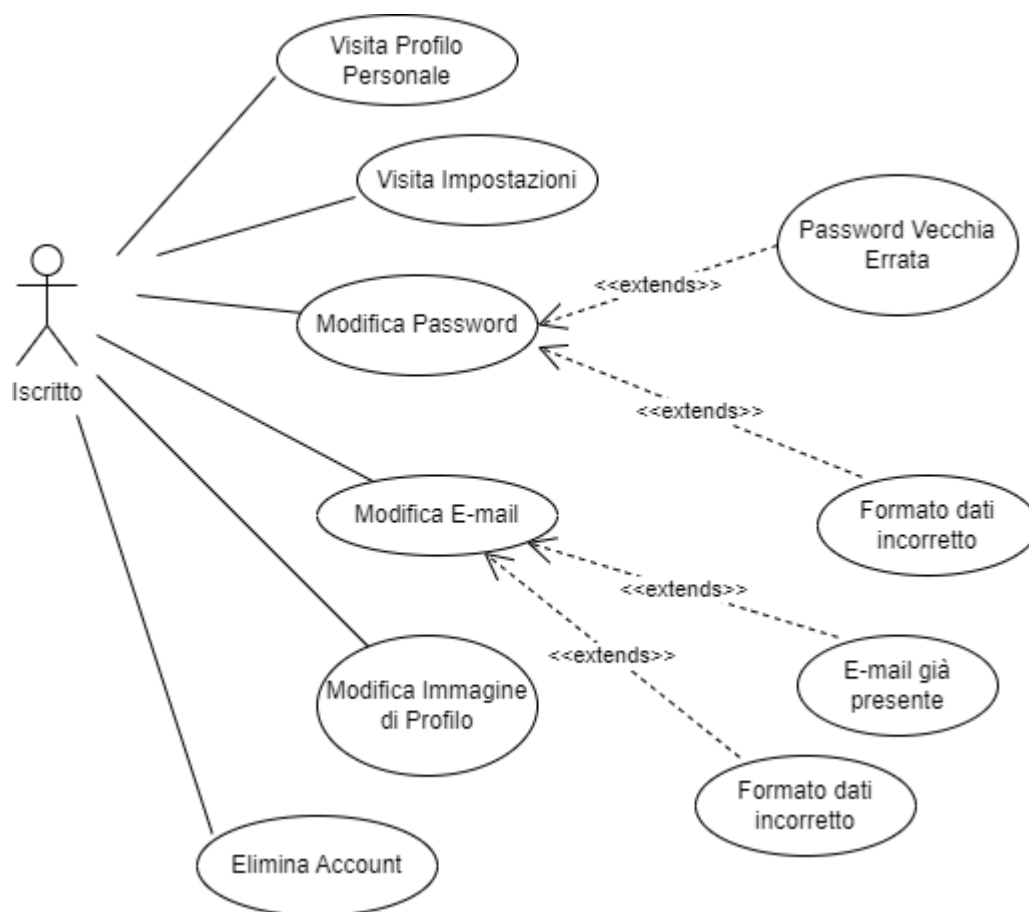 Visita Profilo
Personale
Visita Impostazioni
Password Vecchia
Errata
<<extends>>
Modifica Password
Iscritto
<<extends>>
Modifica E-mail
Formato dati
incorretto
<<extends>>
<<extends>>
E-mail già
presente
Modifica Immagine
di Profilo
Formato dati
incorretto
Elimina Account